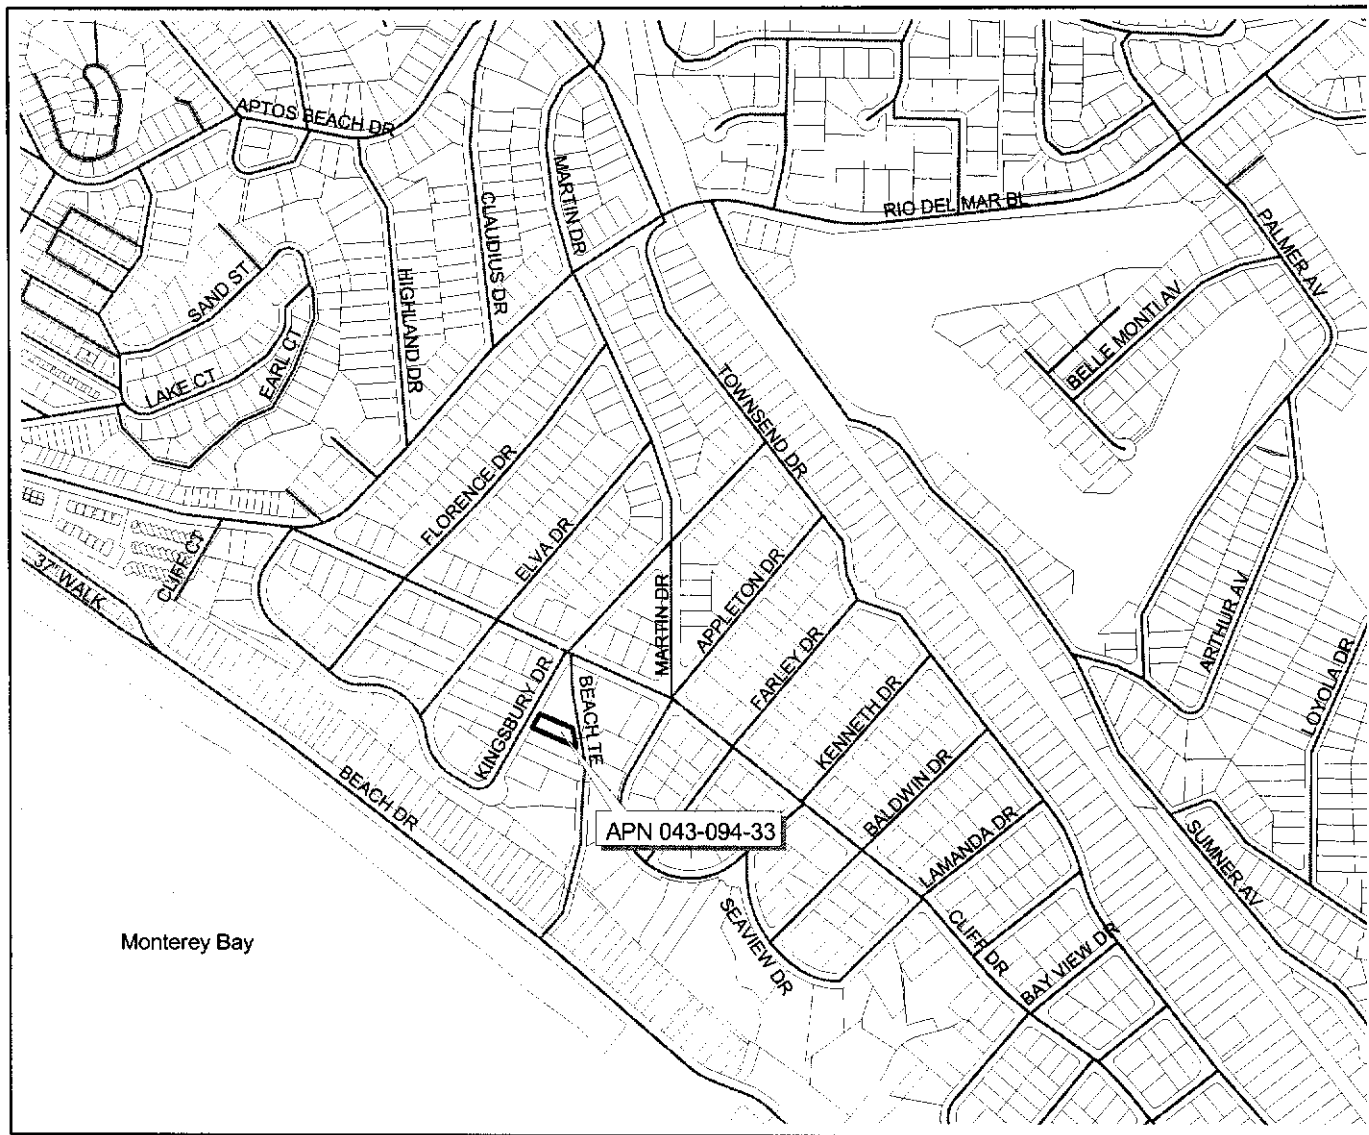 APTOS BEACH DR
MARTIN DR
CLAUDIUS DR
RIO DEL MAR BL
PALMER AV
SAND ST
HIGHLAND DR
BELLE MONTI AV
EARL CT
LAKE CT
TOWNSEND DR
FLORENCE DR
ELVA DR
CLIFF CT
37' WALK
MARTIN DR
APPLETON DR
ARTHUR AV
FARLEY DR
LOYOLA DR
KINGSBURY DR
BEACH TE
KENNETH DR
BEACH DR
BALDWIN DR
APN 043-094-33
LAMANDA DR
SUMNER AV
SEAVIEW DR
CLIFF DR
BAY VIEW DR
Monterey Bay